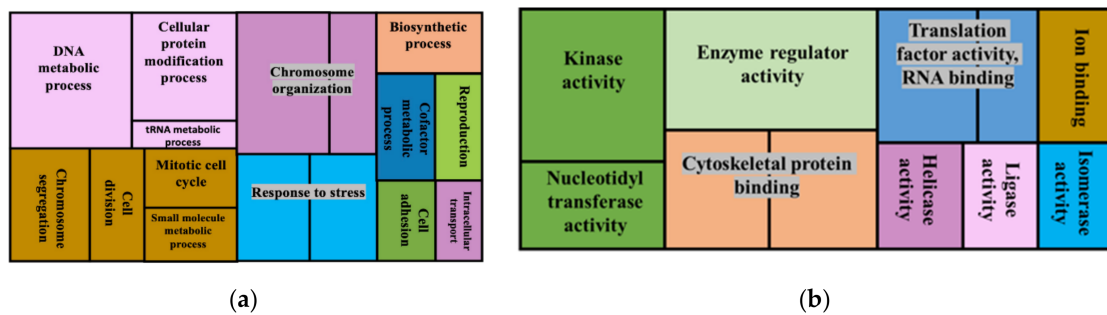 DNA
metabolic
process
Cellular
protein
modification
process
tRNA metabolic
process
Chromosome
organization
Biosynthetic
process
Cofactor
metabolic
process
Reproduction
Chromosome
segregation
Cell
division
Mitotic cell
cycle
Small molecule
metabolic
process
Response to stress
Cell
adhesion
Intracellular
transport
(a)
Kinase
activity
Enzyme regulator
activity
Translation
factor activity,
RNA binding
Ion binding
Nucleotidyl
transferase
activity
Cytoskeletal protein
binding
Helicase
activity
Ligase
activity
Isomerase
activity
(b)